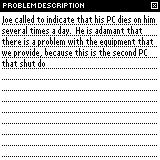 PROBLEM DESCRIPTION
Joe called to indicate that his PC dies on him
several times a day.  He is adamant that
there is a problem with the equipment that
we provide, because this is the second PC
that shut do